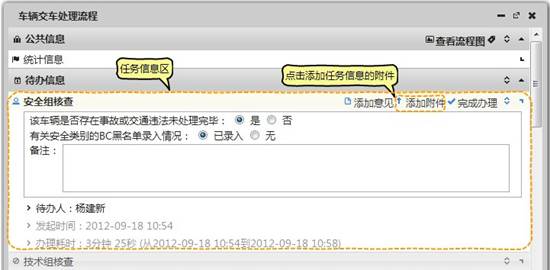 车辆交车处理流程
公共信息 查看流程图
统计信息
任务信息区 点击添加任务信息的附件
待办信息
安全组核查 添加意见 添加附件 完成办理
该车辆是否存在事故或交通违法未处理完毕： 是 否
有关安全类别的BC黑名单录入情况： 已录入 无
备注：
待办人：杨建新
发起时间：2012-09-18 10:54
办理耗时：3分钟 25秒 (从2012-09-18 10:54到2012-09-18 10:58)
技术组核查